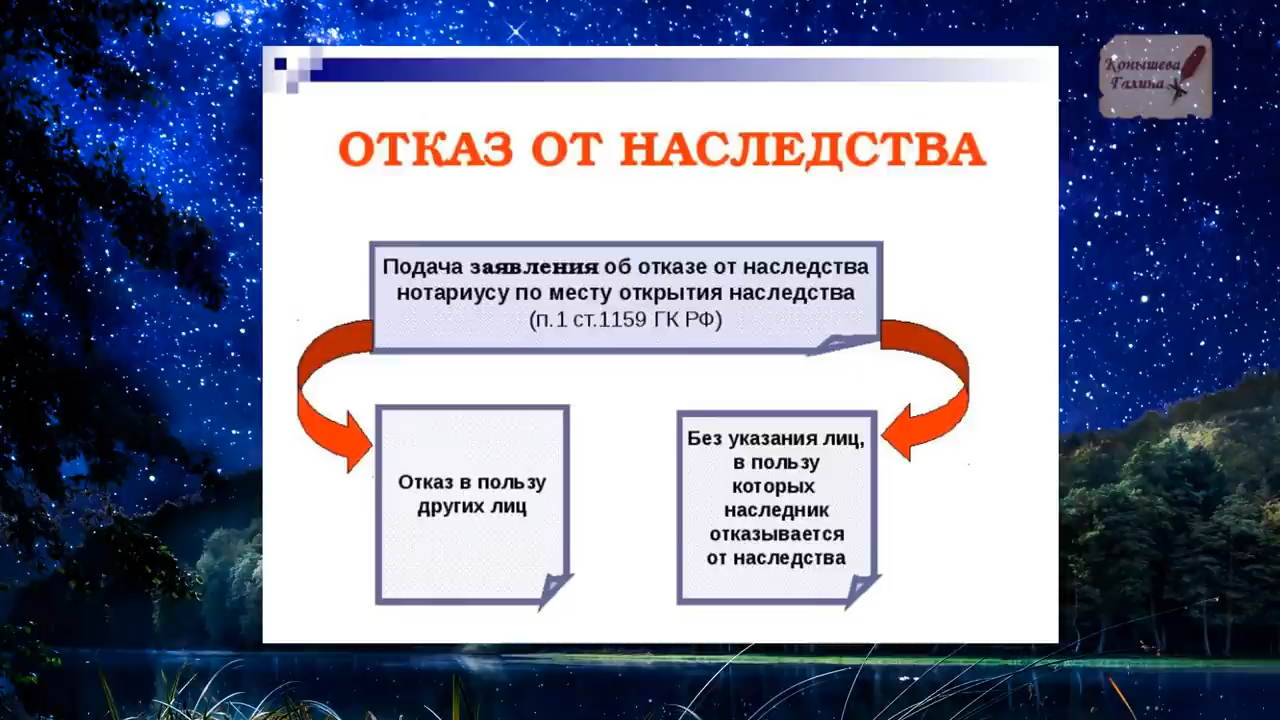 Конышева
Галина
ОТКАЗ ОТ НАСЛЕДСТВА
Подача заявления об отказе от наследства
нотариусу по месту открытия наследства
(п.1 ст.1159 ГК РФ)
Отказ в пользу
других лиц
Без указания лиц,
в пользу
которых
наследник
отказывается
от наследства